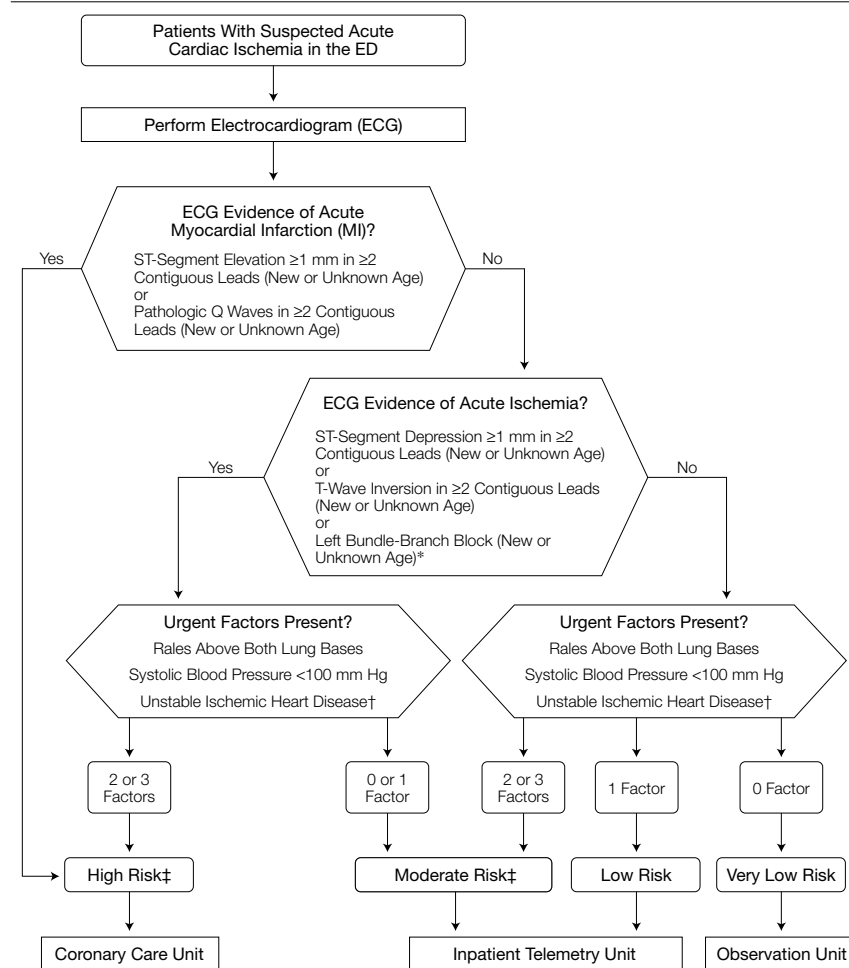 Patients With Suspected Acute
Cardiac Ischemia in the ED
Perform Electrocardiogram (ECG)
ECG Evidence of Acute
Myocardial Infarction (MI)?
ST-Segment Elevation ≥1 mm in ≥2
Contiguous Leads (New or Unknown Age)
or
Pathologic Q Waves in ≥2 Contiguous
Leads (New or Unknown Age)
Yes
No
ECG Evidence of Acute Ischemia?
ST-Segment Depression ≥1 mm in ≥2
Contiguous Leads (New or Unknown Age)
or
T-Wave Inversion in ≥2 Contiguous Leads
(New or Unknown Age)
or
Left Bundle-Branch Block (New or
Unknown Age)*
Yes
No
Urgent Factors Present?
Rales Above Both Lung Bases
Systolic Blood Pressure <100 mm Hg
Unstable Ischemic Heart Disease†
Urgent Factors Present?
Rales Above Both Lung Bases
Systolic Blood Pressure <100 mm Hg
Unstable Ischemic Heart Disease†
2 or 3
Factors
0 or 1
Factor
2 or 3
Factors
1 Factor
0 Factor
High Risk‡
Moderate Risk‡
Low Risk
Very Low Risk
Coronary Care Unit
Inpatient Telemetry Unit
Observation Unit